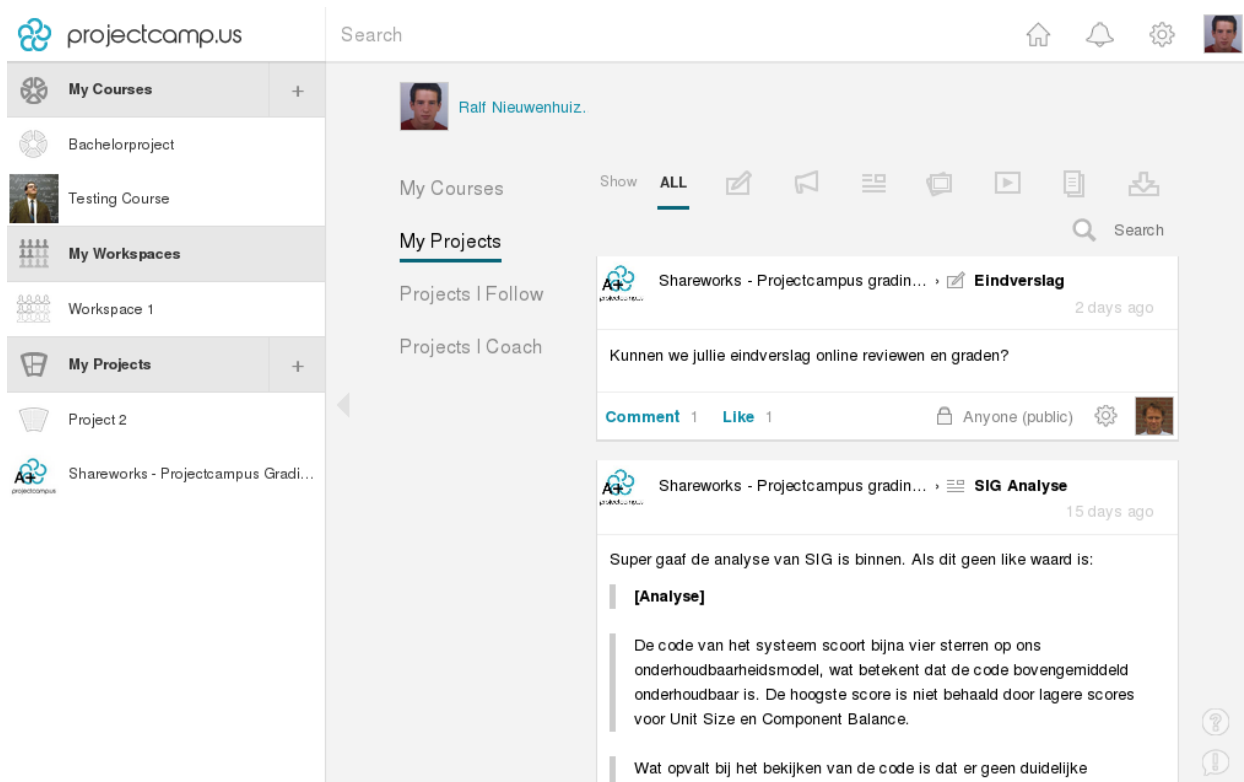 projectcamp.us
Search
My Courses +
Bachelorproject
Testing Course
My Workspaces
Workspace 1
My Projects +
Project 2
A+
projectcampus
Shareworks - Projectcampus Gradi...
Ralf Nieuwenhuiz.
My Courses
My Projects
Projects I Follow
Projects I Coach
Show ALL
Search
A+
projectcampus
Shareworks - Projectcampus gradin... › Eindverslag
2 days ago
Kunnen we jullie eindverslag online reviewen en graden?
Comment 1 Like 1 Anyone (public)
A+
projectcampus
Shareworks - Projectcampus gradin... › SIG Analyse
15 days ago
Super gaaf de analyse van SIG is binnen. Als dit geen like waard is:
[Analyse]
De code van het systeem scoort bijna vier sterren op ons
onderhoudbaarheidsmodel, wat betekent dat de code bovengemiddeld
onderhoudbaar is. De hoogste score is niet behaald door lagere scores
voor Unit Size en Component Balance.
Wat opvalt bij het bekijken van de code is dat er geen duidelijke
?
!